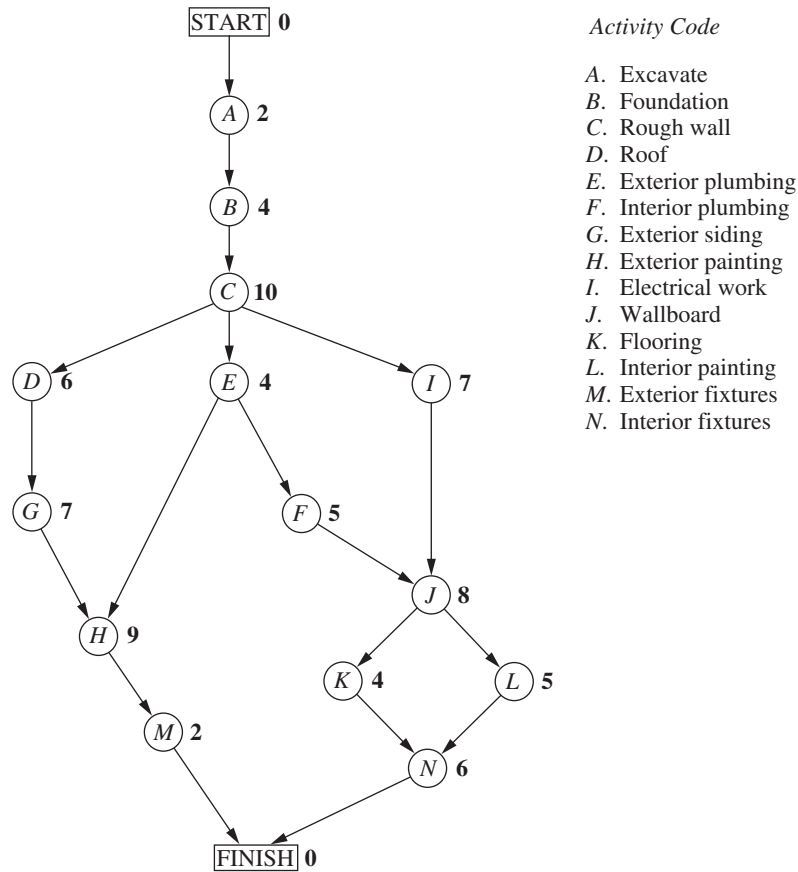 START 0
A 2
B 4
C 10
D 6
E 4
I 7
G 7
F 5
J 8
H 9
K 4
L 5
M 2
N 6
FINISH 0
Activity Code
A. Excavate
B. Foundation
C. Rough wall
D. Roof
E. Exterior plumbing
F. Interior plumbing
G. Exterior siding
H. Exterior painting
I. Electrical work
J. Wallboard
K. Flooring
L. Interior painting
M. Exterior fixtures
N. Interior fixtures